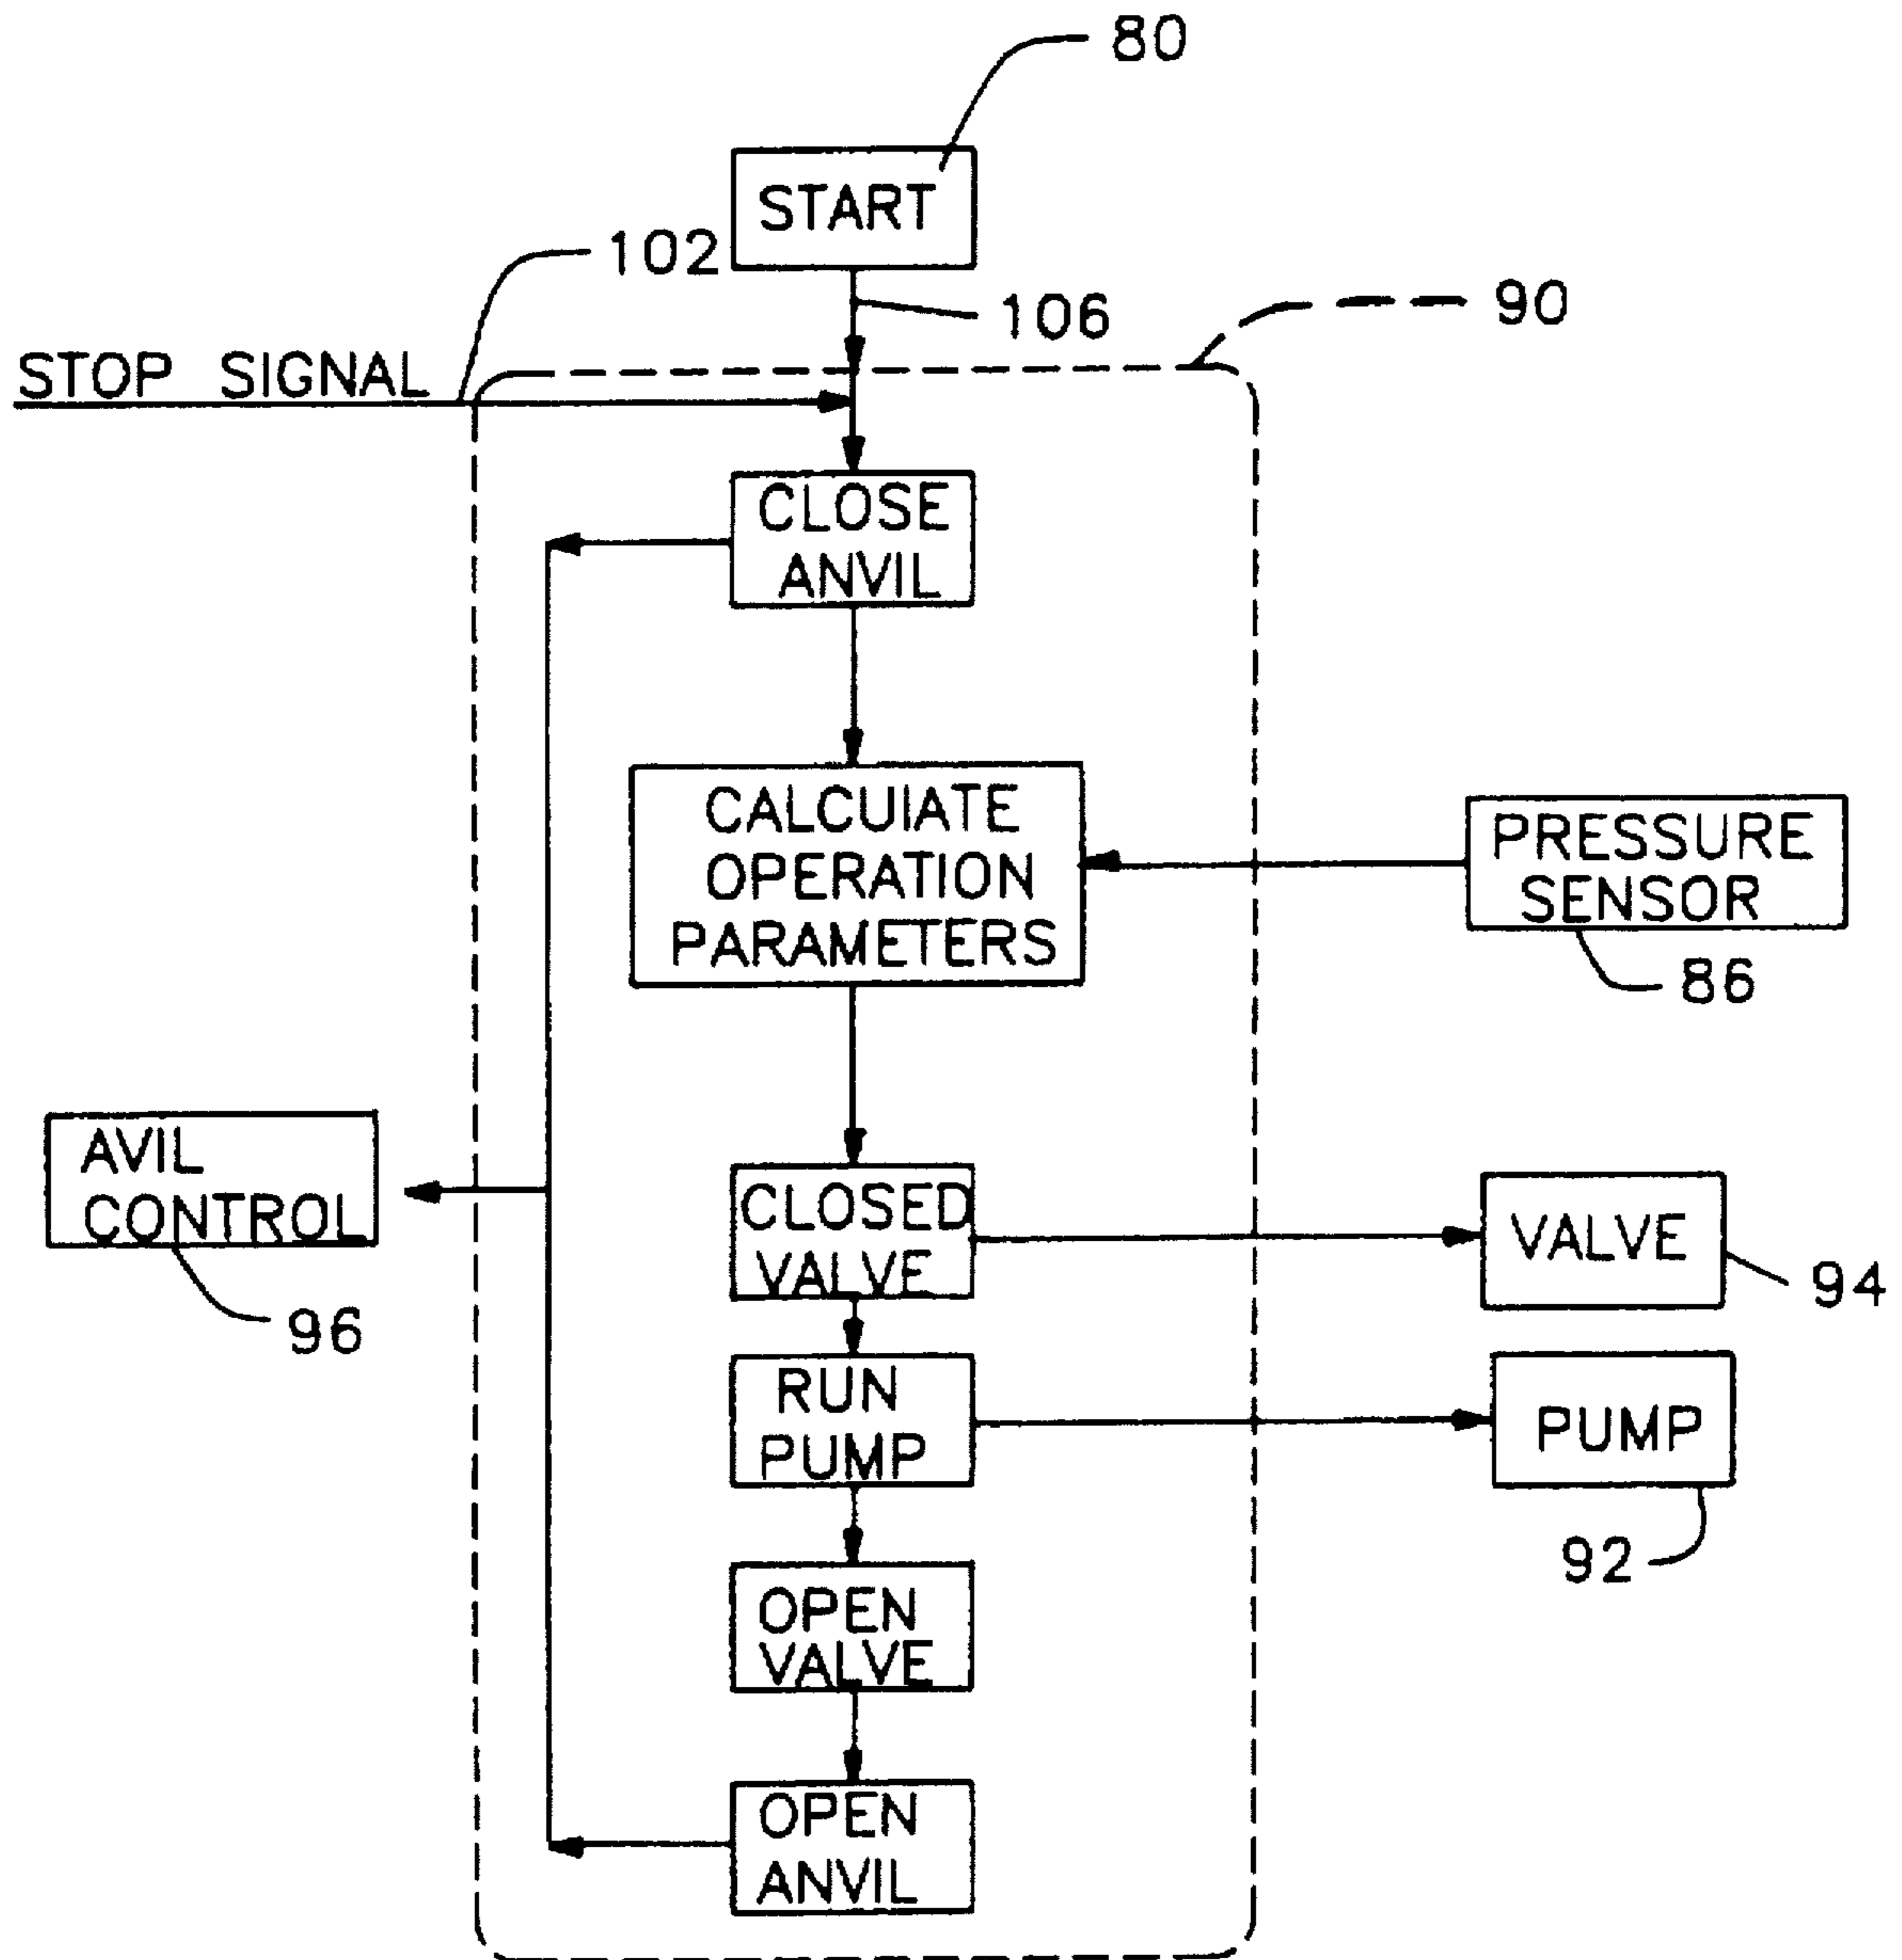 80
START
102
106
90
STOP SIGNAL
CLOSE
ANVIL
CALCUIATE
OPERATION
PARAMETERS
PRESSURE
SENSOR
86
AVIL
CONTROL
96
CLOSED
VALVE
VALVE
94
RUN
PUMP
PUMP
92
OPEN
VALVE
OPEN
ANVIL